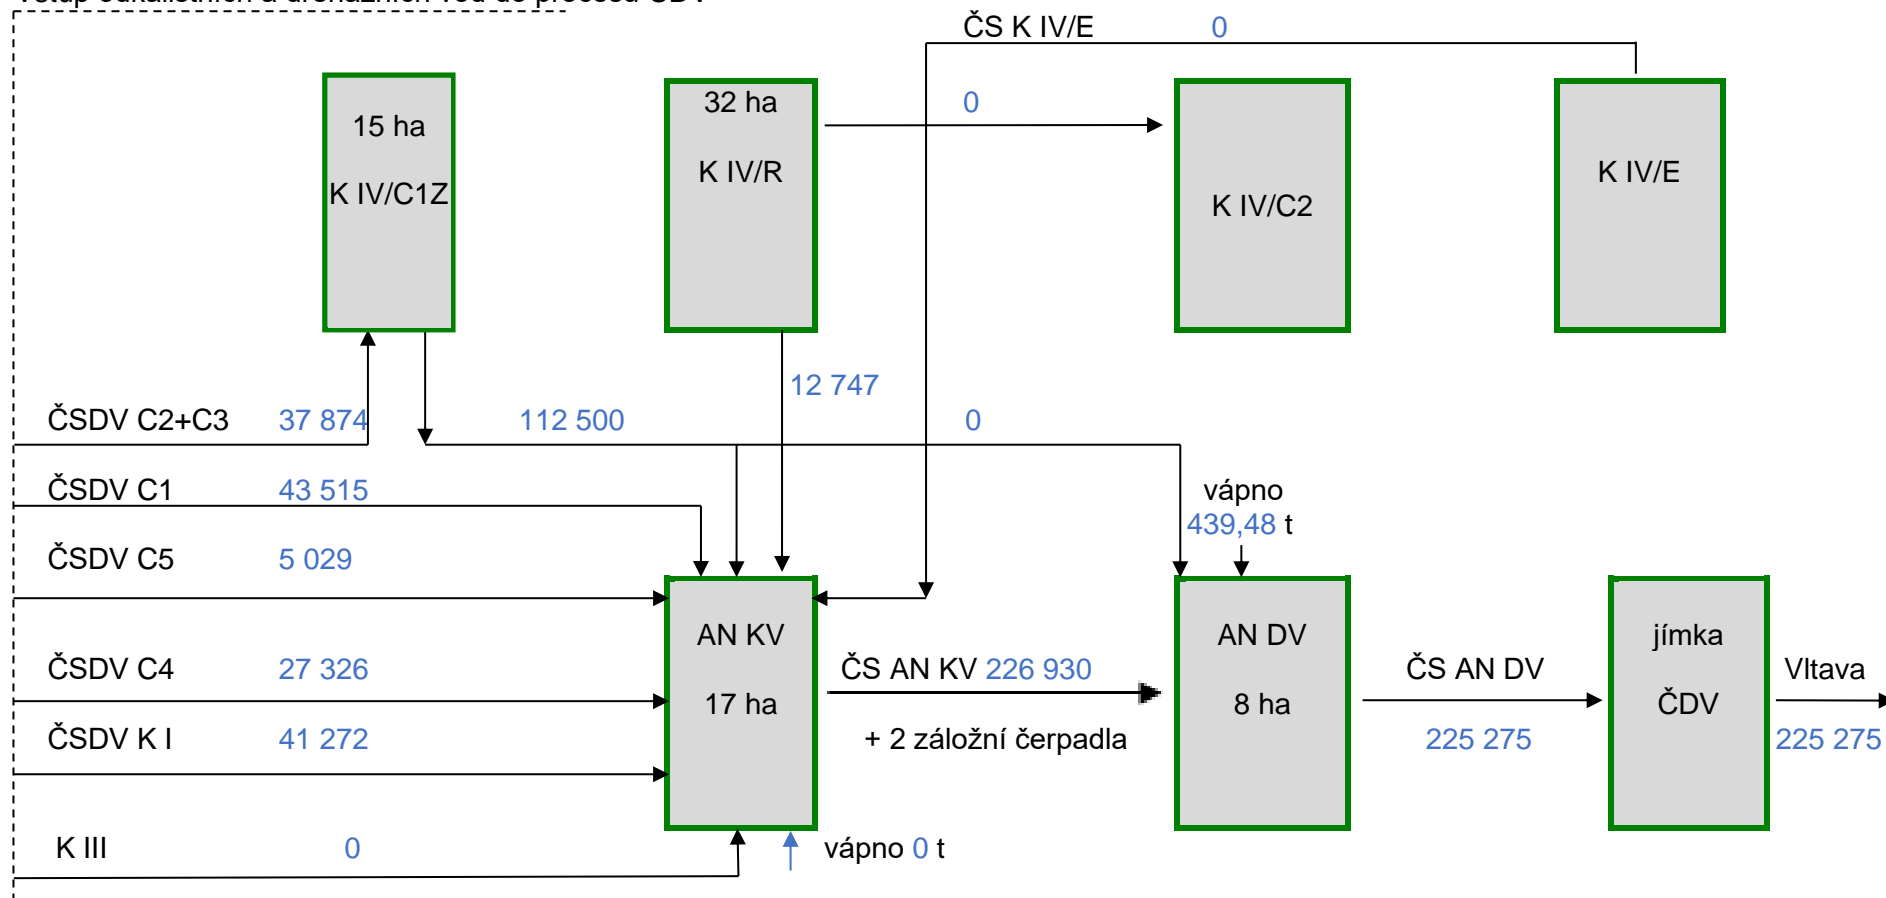 ČS K IV/E 0
15 ha
K IV/C1Z
32 ha
K IV/R
0
K IV/C2
K IV/E
12 747
ČSDV C2+C3 37 874 112 500 0
ČSDV C1 43 515
vápno
439,48 t
ČSDV C5 5 029
AN KV
17 ha
AN DV
8 ha
jímka
ČDV
ČSDV C4 27 326
ČS AN KV 226 930
+ 2 záložní čerpadla
ČS AN DV
225 275
Vltava
225 275
ČSDV K I 41 272
K III 0
vápno 0 t